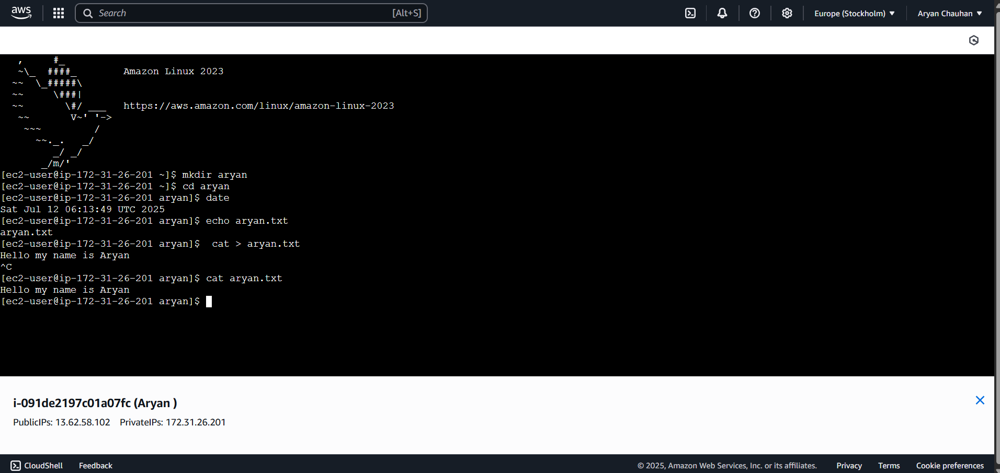 aws
Search [Alt+S] Europe (Stockholm) Aryan Chauhan
   ,     #_
   ~\_  ####_        Amazon Linux 2023
  ~~  \_#####\
  ~~     \###|
  ~~       \#/ ___   https://aws.amazon.com/linux/amazon-linux-2023
   ~~       V~' '->
    ~~~         /
      ~~._.   _/
         _/ _/
       _/m/'
[ec2-user@ip-172-31-26-201 ~]$ mkdir aryan
[ec2-user@ip-172-31-26-201 ~]$ cd aryan
[ec2-user@ip-172-31-26-201 aryan]$ date
Sat Jul 12 06:13:49 UTC 2025
[ec2-user@ip-172-31-26-201 aryan]$ echo aryan.txt
aryan.txt
[ec2-user@ip-172-31-26-201 aryan]$  cat > aryan.txt
Hello my name is Aryan
^C
[ec2-user@ip-172-31-26-201 aryan]$ cat aryan.txt
Hello my name is Aryan
[ec2-user@ip-172-31-26-201 aryan]$
i-091de2197c01a07fc (Aryan )
PublicIPs: 13.62.58.102 PrivateIPs: 172.31.26.201
CloudShell Feedback © 2025, Amazon Web Services, Inc. or its affiliates. Privacy Terms Cookie preferences